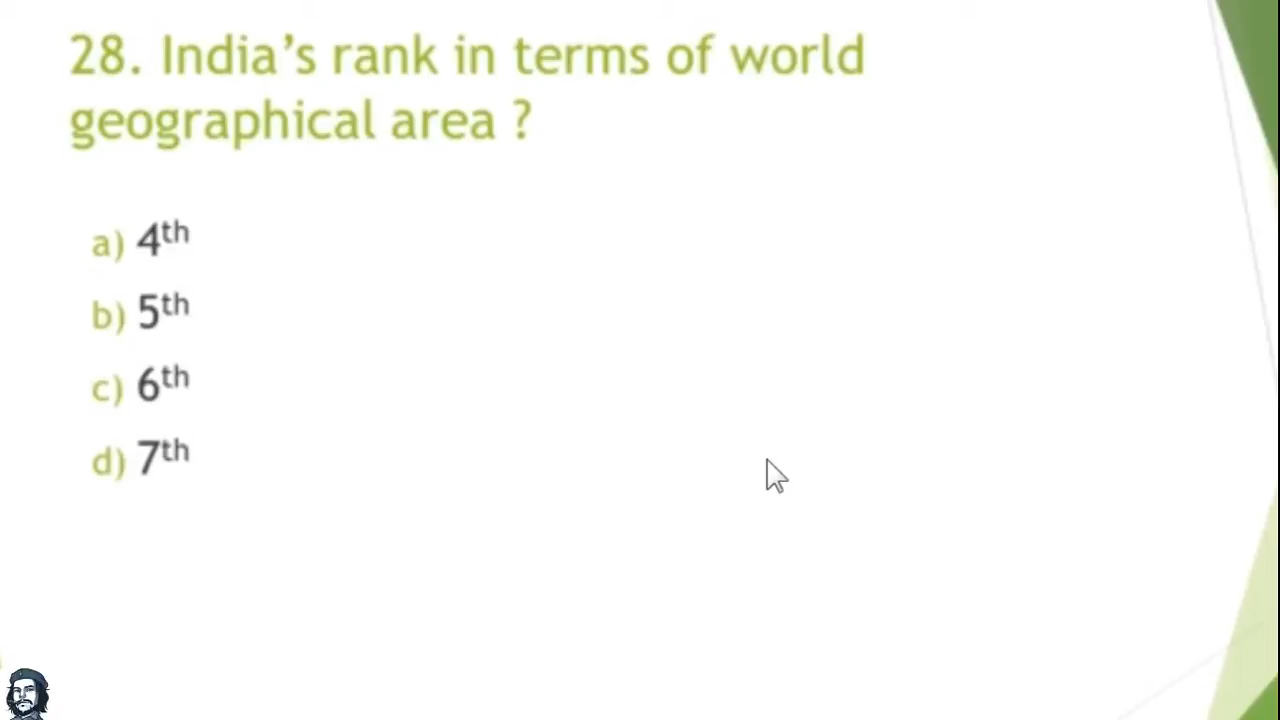 28. India’s rank in terms of world
geographical area ?
a) 4th
b) 5th
c) 6th
d) 7th